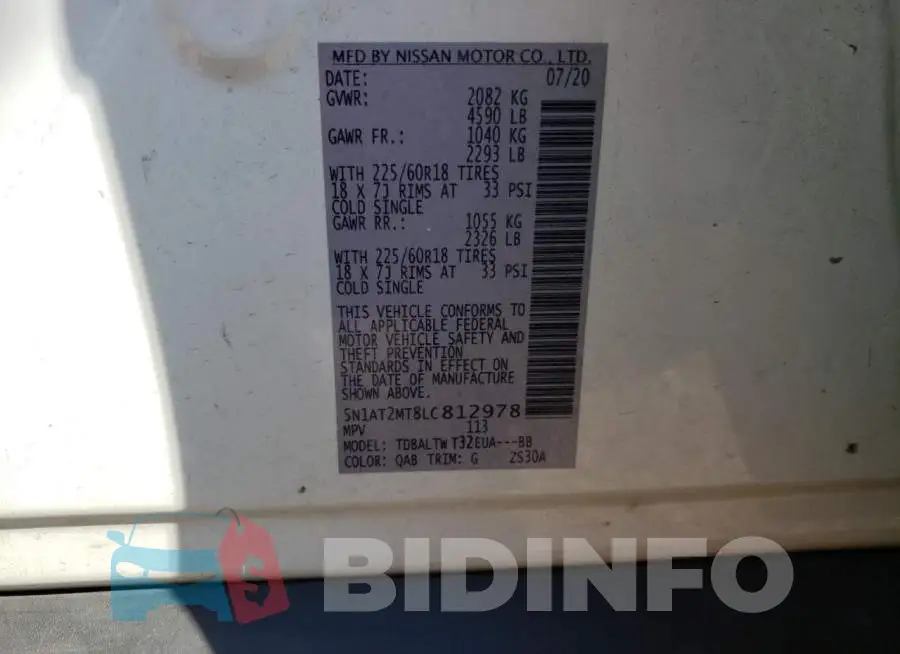 MFD BY NISSAN MOTOR CO., LTD.
DATE: 07/20
GVWR: 2082 KG
4590 LB
GAWR FR.: 1040 KG
2293 LB
WITH 225/60R18 TIRES
18 X 7J RIMS AT 33 PSI
COLD SINGLE
GAWR RR.: 1055 KG
2326 LB
WITH 225/60R18 TIRES
18 X 7J RIMS AT 33 PSI
COLD SINGLE
THIS VEHICLE CONFORMS TO
ALL APPLICABLE FEDERAL
MOTOR VEHICLE SAFETY AND
THEFT PREVENTION
STANDARDS IN EFFECT ON
THE DATE OF MANUFACTURE
SHOWN ABOVE.
5N1AT2MT8LC812978
MPV 113
MODEL: TDBALTW T32EUA---BB
COLOR: QAB TRIM: G 2S30A
$ BIDINFO